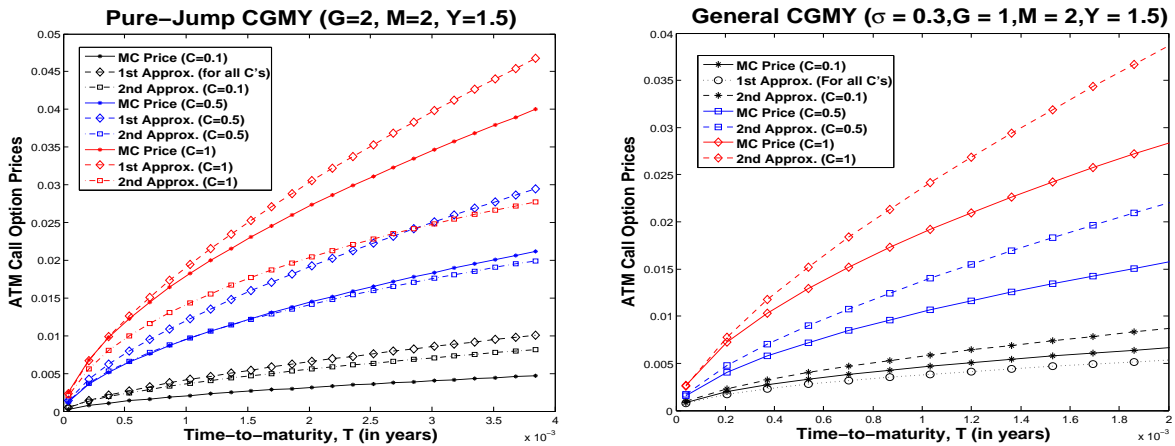 Pure−Jump CGMY (G=2, M=2, Y=1.5)
0.05
0.045
0.04
0.035
0.03
0.025
0.02
0.015
0.01
0.005
0
ATM Call Option Prices
MC Price (C=0.1)
1st Approx. (for all C's)
2nd Approx. (C=0.1)
MC Price (C=0.5)
1st Approx. (C=0.5)
2nd Approx. (C=0.5)
MC Price (C=1)
1st Approx. (C=1)
2nd Approx. (C=1)
0 0.5 1 1.5 2 2.5 3 3.5 4
x 10⁻³
Time−to−maturity, T (in years)
General CGMY (σ = 0.3,G = 1,M = 2,Y = 1.5)
0.04
0.035
0.03
0.025
0.02
0.015
0.01
0.005
0
ATM Call Option Prices
MC Price (C=0.1)
1st Approx. (For all C's)
2nd Approx. (C=0.1)
MC Price (C=0.5)
2nd Approx. (C=0.5)
MC Price (C=1)
2nd Approx. (C=1)
0 0.2 0.4 0.6 0.8 1 1.2 1.4 1.6 1.8 2
x 10⁻³
Time−to−maturity, T (in years)